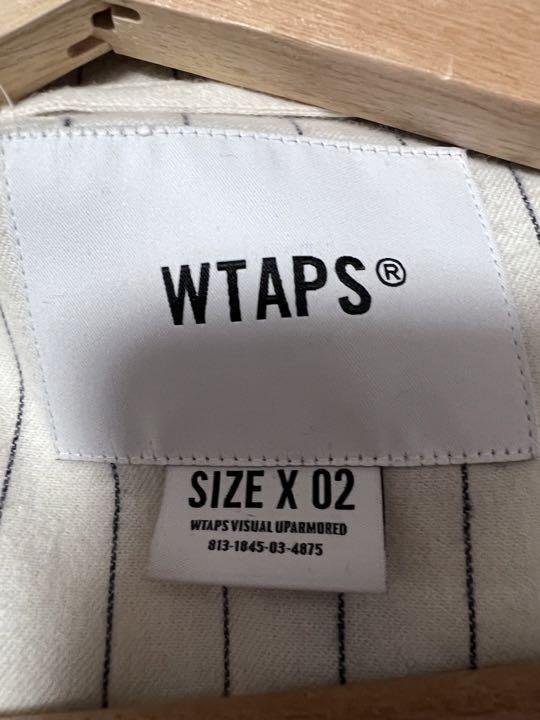 WTAPS®
SIZE X 02
WTAPS VISUAL UPARMORED
813-1845-03-4875